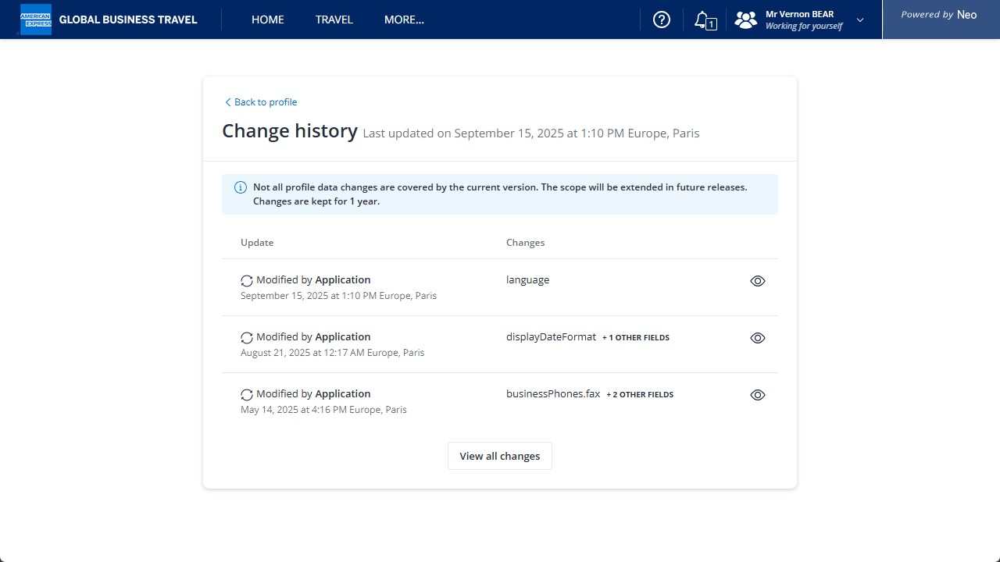 AMERICAN EXPRESS GLOBAL BUSINESS TRAVEL HOME TRAVEL MORE... 1 Mr Vernon BEAR Powered by Neo
Working for yourself
Back to profile
Change history Last updated on September 15, 2025 at 1:10 PM Europe, Paris
Not all profile data changes are covered by the current version. The scope will be extended in future releases.
Changes are kept for 1 year.
Update Changes
Modified by Application language
September 15, 2025 at 1:10 PM Europe, Paris
Modified by Application displayDateFormat + 1 OTHER FIELDS
August 21, 2025 at 12:17 AM Europe, Paris
Modified by Application businessPhones.fax + 2 OTHER FIELDS
May 14, 2025 at 4:16 PM Europe, Paris
View all changes